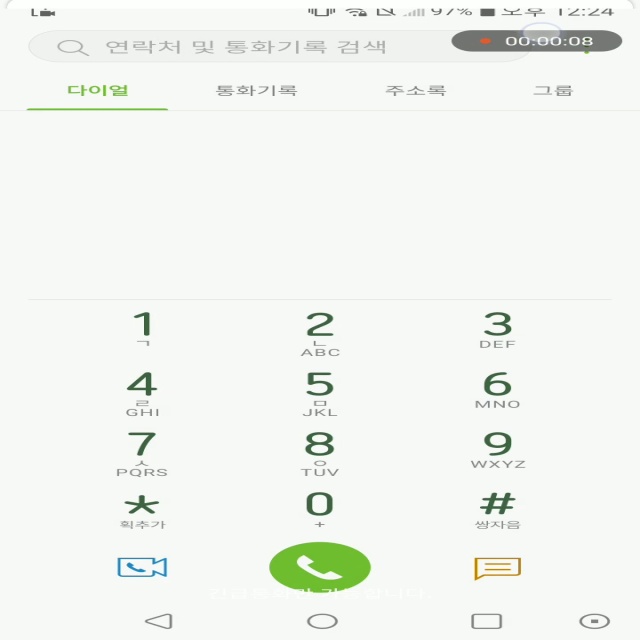 97% 오후 12:24
연락처 및 통화기록 검색
00:00:08
다이얼 통화기록 주소록 그룹
1 2 3
ㄱ ㄴ
ABC DEF
4 5 6
ㄹ ㅁ
GHI JKL MNO
7 8 9
ㅅ ㅇ
PQRS TUV WXYZ
* 0 #
획추가 + 쌍자음